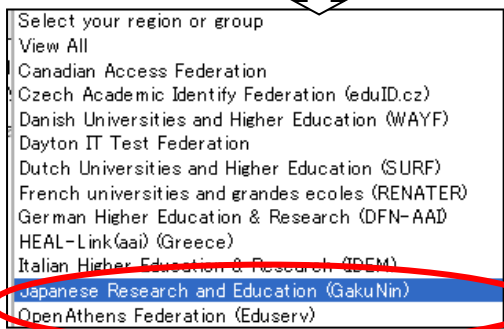 Select your region or group
View All
Canadian Access Federation
Czech Academic Identify Federation (eduID.cz)
Danish Universities and Higher Education (WAYF)
Dayton IT Test Federation
Dutch Universities and Higher Education (SURF)
French universities and grandes ecoles (RENATER)
German Higher Education & Research (DFN-AAI)
HEAL-Link(aai) (Greece)
Italian Higher Education & Research (IDEM)
Japanese Research and Education (GakuNin)
OpenAthens Federation (Eduserv)